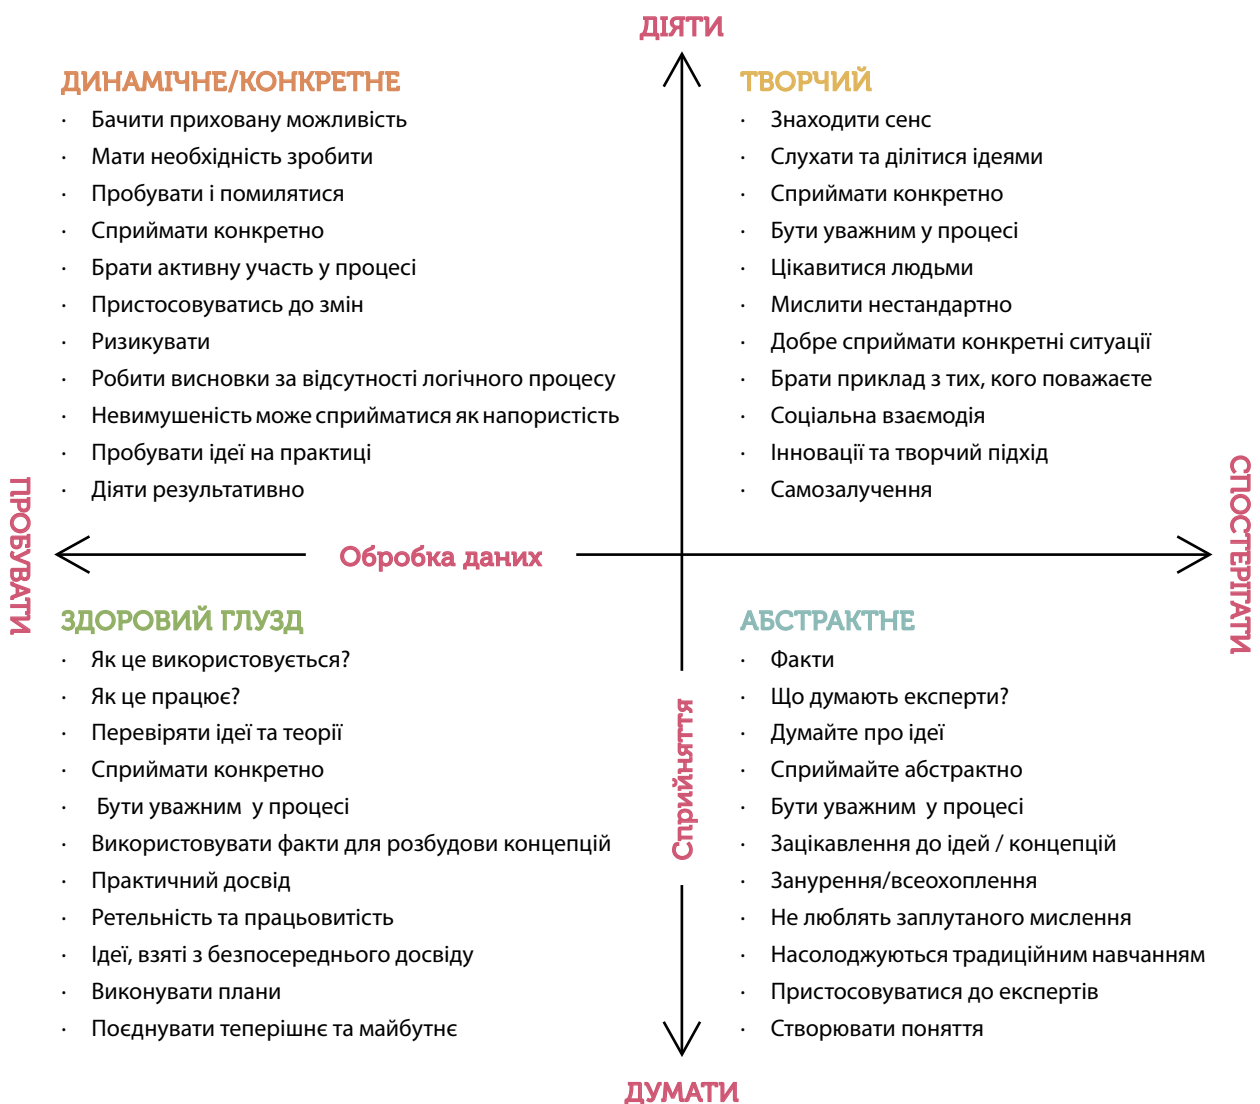 ДІЯТИ
ДИНАМІЧНЕ/КОНКРЕТНЕ
· Бачити приховану можливість
· Мати необхідність зробити
· Пробувати і помилятися
· Сприймати конкретно
· Брати активну участь у процесі
· Пристосовуватись до змін
· Ризикувати
· Робити висновки за відсутності логічного процесу
· Невимушеність може сприйматися як напористість
· Пробувати ідеї на практиці
· Діяти результативно
ТВОРЧИЙ
· Знаходити сенс
· Слухати та ділітися ідеями
· Сприймати конкретно
· Бути уважним у процесі
· Цікавитися людьми
· Мислити нестандартно
· Добре сприймати конкретні ситуації
· Брати приклад з тих, кого поважаєте
· Соціальна взаємодія
· Інновації та творчий підхід
· Самозалучення
ПРОБУВАТИ
Обробка даних
СПОСТЕРІГАТИ
ЗДОРОВИЙ ГЛУЗД
· Як це використовується?
· Як це працює?
· Перевіряти ідеї та теорії
· Сприймати конкретно
· Бути уважним у процесі
· Використовувати факти для розбудови концепцій
· Практичний досвід
· Ретельність та працьовитість
· Ідеї, взяті з безпосереднього досвіду
· Виконувати плани
· Поєднувати теперішнє та майбутнє
Сприйняття
АБСТРАКТНЕ
· Факти
· Що думають експерти?
· Думайте про ідеї
· Сприймайте абстрактно
· Бути уважним у процесі
· Зацікавлення до ідей / концепцій
· Занурення/всеохоплення
· Не люблять заплутаного мислення
· Насолоджуються традиційним навчанням
· Пристосовуватися до експертів
· Створювати поняття
ДУМАТИ